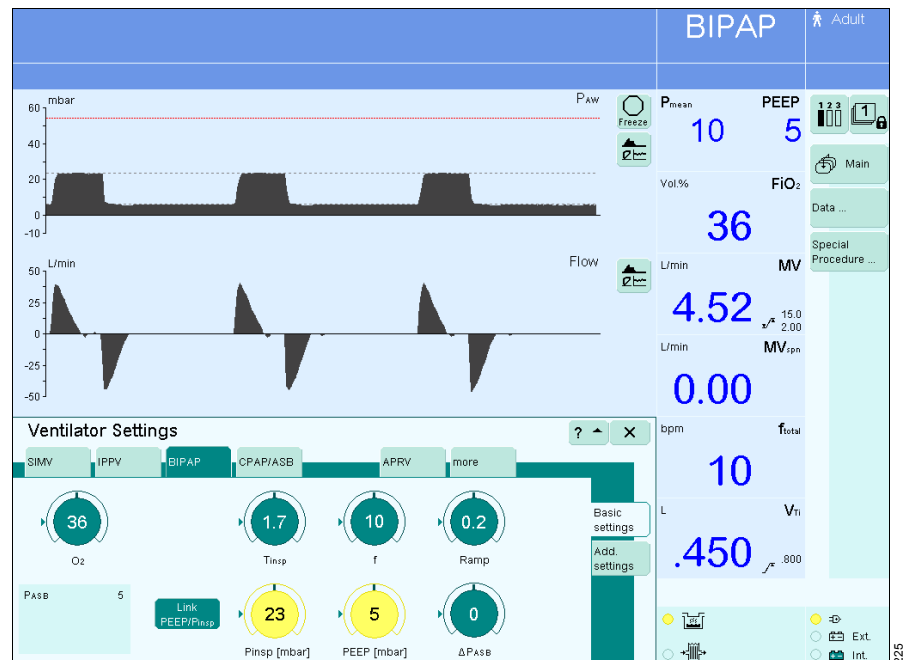 BIPAP
Adult
mbar
Paw
60
40
20
0
-10
Freeze
Pmean
PEEP
10
5
1 2 3
1
Main
Vol.%
FiO₂
36
Data ...
Special
Procedure ...
L/min
Flow
50
25
0
-25
-50
L/min
MV
4.52
15.0
2.00
L/min
MVspn
0.00
Ventilator Settings
?
X
bpm
ftotal
10
SIMV
IPPV
BIPAP
CPAP/ASB
APRV
more
36
1.7
10
0.2
O₂
Tinsp
f
Ramp
Basic
settings
Add.
settings
L
VTi
.450
.800
PASB
5
Link
PEEP/Pinsp
23
5
0
Pinsp [mbar]
PEEP [mbar]
ΔPASB
Ext.
Int.